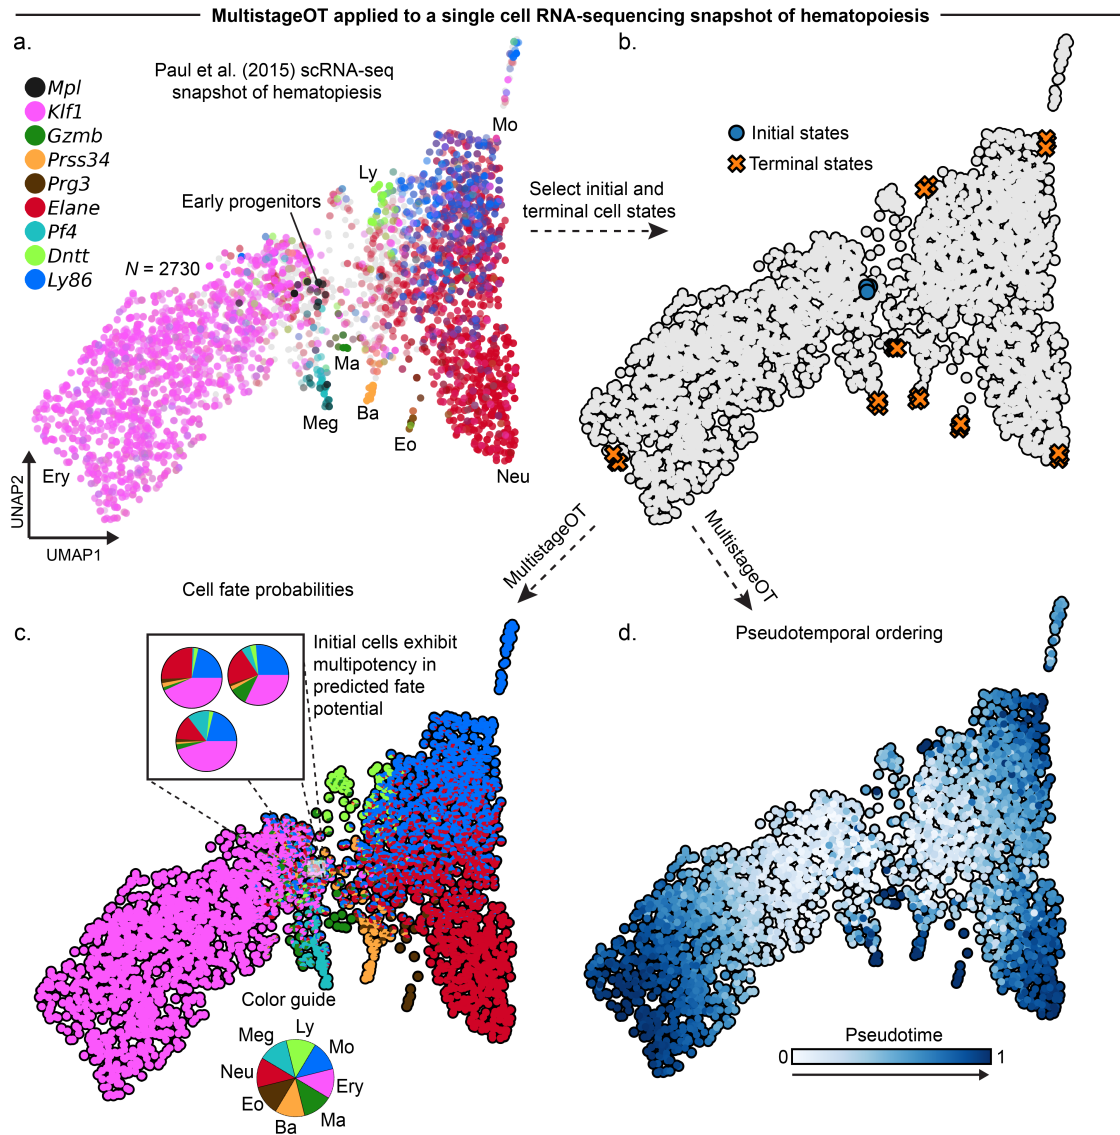 MultistageOT applied to a single cell RNA-sequencing snapshot of hematopoiesis
a.
Paul et al. (2015) scRNA-seq
snapshot of hematopiesis
Mpl
Klf1
Gzmb
Prss34
Prg3
Elane
Pf4
Dntt
Ly86
Mo
Ly
Early progenitors
N = 2730
Ma
Meg
Ba
Eo
Neu
Ery
UNAP2
UMAP1
b.
Initial states
Terminal states
Select initial and
terminal cell states
MultistageOT
MultistageOT
Cell fate probabilities
c.
Initial cells exhibit
multipotency in
predicted fate
potential
Color guide
Ly
Meg
Mo
Neu
Ery
Eo
Ma
Ba
d.
Pseudotemporal ordering
Pseudotime
0
1